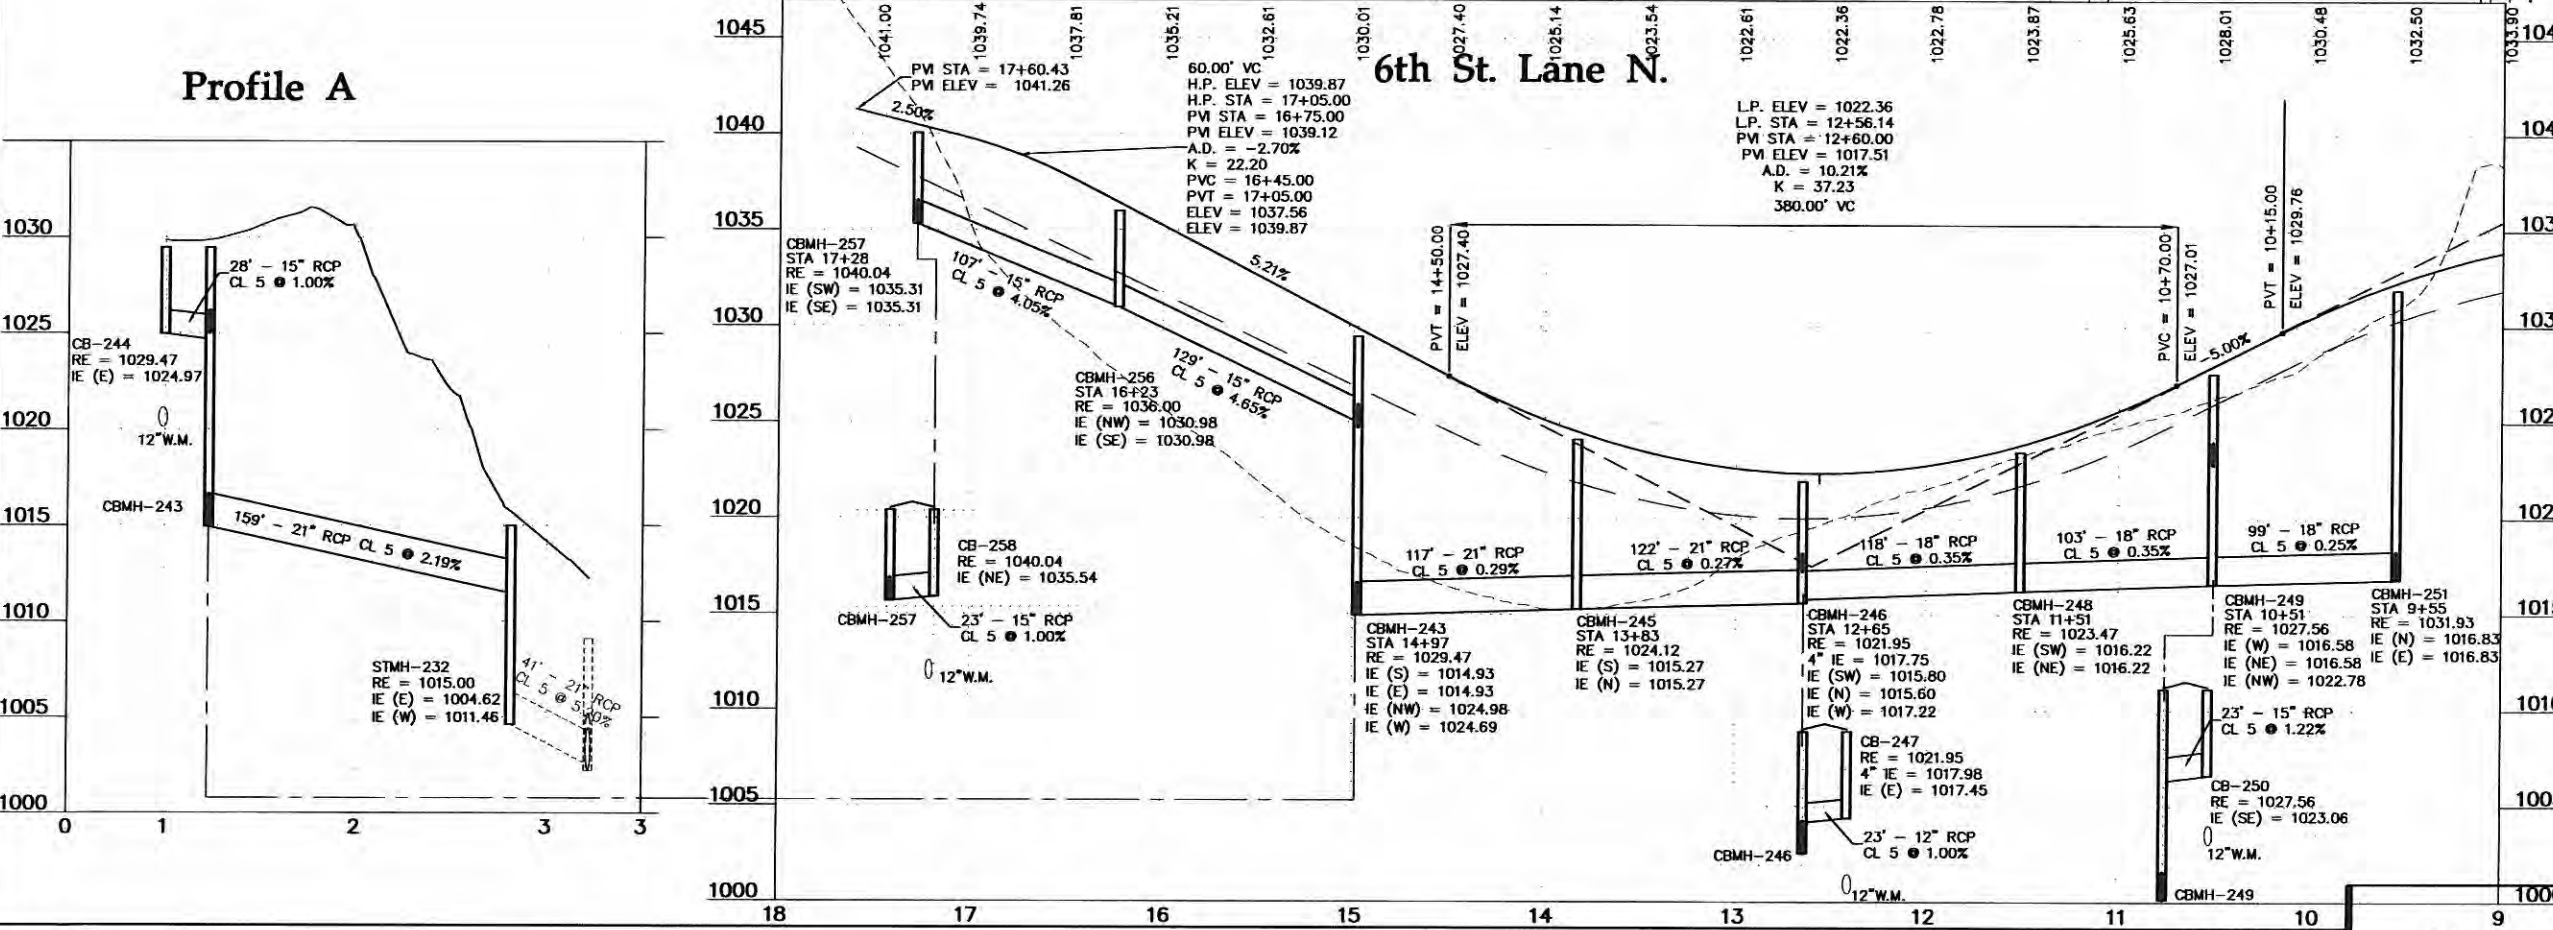 Profile A
1030
1025
1020
1015
1010
1005
1000
0
1
2
3
3
28' - 15" RCP
CL 5 @ 1.00%
CB-244
RE = 1029.47
IE (E) = 1024.97
12"W.M.
CBMH-243
159' - 21" RCP CL 5 @ 2.19%
STMH-232
RE = 1015.00
IE (E) = 1004.62
IE (W) = 1011.46
41' - 21" RCP
CL 5 @
6th St. Lane N.
1041.00
1039.74
1037.81
1035.21
1032.61
1030.01
1027.40
1025.14
1023.54
1022.61
1022.36
1022.78
1023.87
1025.63
1028.01
1030.48
1032.50
1033.90
1045
1040
1035
1030
1025
1020
1015
1010
1005
1000
PVI STA = 17+60.43
PVI ELEV = 1041.26
2.50%
60.00' VC
H.P. ELEV = 1039.87
H.P. STA = 17+05.00
PVI STA = 16+75.00
PVI ELEV = 1039.12
A.D. = -2.70%
K = 22.20
PVC = 16+45.00
PVT = 17+05.00
ELEV = 1037.56
ELEV = 1039.87
L.P. ELEV = 1022.36
L.P. STA = 12+56.14
PVI STA = 12+60.00
PVI ELEV = 1017.51
A.D. = 10.21%
K = 37.23
380.00' VC
5.21%
PVT = 14+50.00
ELEV = 1027.40
PVC = 10+70.00
ELEV = 1027.01
-5.00%
PVT = 10+15.00
ELEV = 1029.76
CBMH-257
STA 17+28
RE = 1040.04
IE (SW) = 1035.31
IE (SE) = 1035.31
107' - 15" RCP
CL 5 @ 4.05%
129' - 15" RCP
CL 5 @ 4.65%
CBMH-256
STA 16+23
RE = 1036.00
IE (NW) = 1030.98
IE (SE) = 1030.98
CB-258
RE = 1040.04
IE (NE) = 1035.54
CBMH-257
23' - 15" RCP
CL 5 @ 1.00%
12"W.M.
117' - 21" RCP
CL 5 @ 0.29%
122' - 21" RCP
CL 5 @ 0.27%
118' - 18" RCP
CL 5 @ 0.35%
103' - 18" RCP
CL 5 @ 0.35%
99' - 18" RCP
CL 5 @ 0.25%
CBMH-243
STA 14+97
RE = 1029.47
IE (S) = 1014.93
IE (E) = 1014.93
IE (NW) = 1024.98
IE (W) = 1024.69
CBMH-245
STA 13+83
RE = 1024.12
IE (S) = 1015.27
IE (N) = 1015.27
CBMH-246
STA 12+65
RE = 1021.95
4" IE = 1017.75
IE (SW) = 1015.80
IE (N) = 1015.60
IE (W) = 1017.22
CBMH-248
STA 11+51
RE = 1023.47
IE (SW) = 1016.22
IE (NE) = 1016.22
CBMH-249
STA 10+51
RE = 1027.56
IE (W) = 1016.58
IE (NE) = 1016.58
IE (NW) = 1022.78
CBMH-251
STA 9+55
RE = 1031.93
IE (N) = 1016.83
IE (E) = 1016.83
CB-247
RE = 1021.95
4" IE = 1017.98
IE (E) = 1017.45
23' - 12" RCP
CL 5 @ 1.00%
CBMH-246
12"W.M.
23' - 15" RCP
CL 5 @ 1.22%
CB-250
RE = 1027.56
IE (SE) = 1023.06
12"W.M.
CBMH-249
18
17
16
15
14
13
12
11
10
9